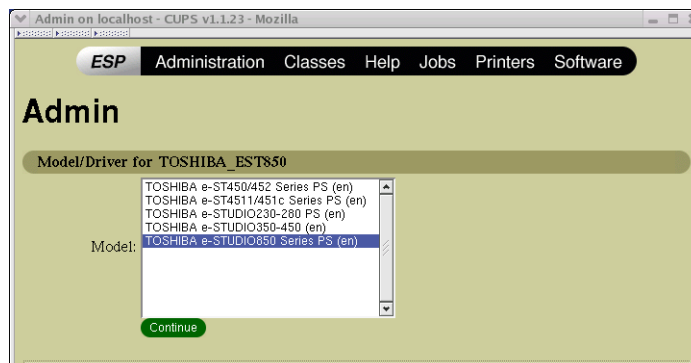 Admin on localhost - CUPS v1.1.23 - Mozilla
ESP Administration Classes Help Jobs Printers Software
Admin
Model/Driver for TOSHIBA_EST850
TOSHIBA e-ST450/452 Series PS (en)
TOSHIBA e-ST4511/451c Series PS (en)
TOSHIBA e-STUDIO230-280 PS (en)
TOSHIBA e-STUDIO350-450 (en)
Model: TOSHIBA e-STUDIO850 Series PS (en)
Continue